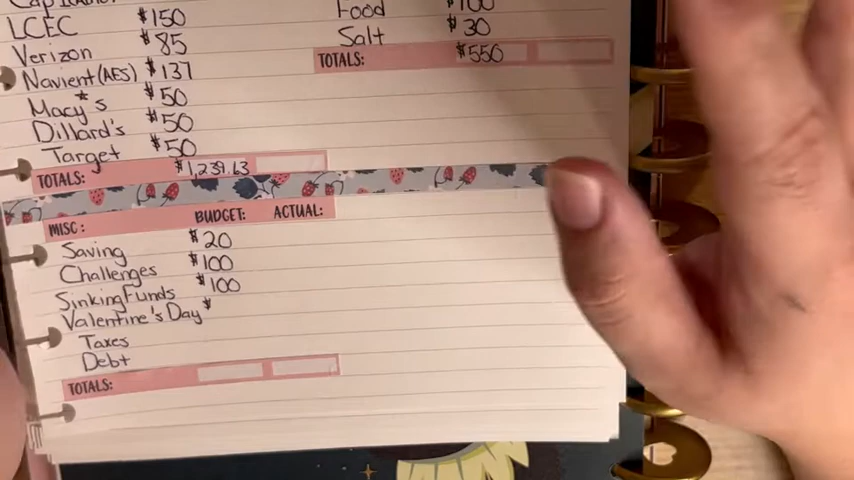 LCEC $150
Verizon $85
Navient (AES) $137
Macy's $50
Dillard's $50
Target $50
TOTALS: $1,239.63
Food $100
Salt $30
TOTALS: $550
MISC: BUDGET: ACTUAL:
Saving $20
Challenges $100
Sinking Funds $100
Valentine's Day $
Taxes
Debt
TOTALS: